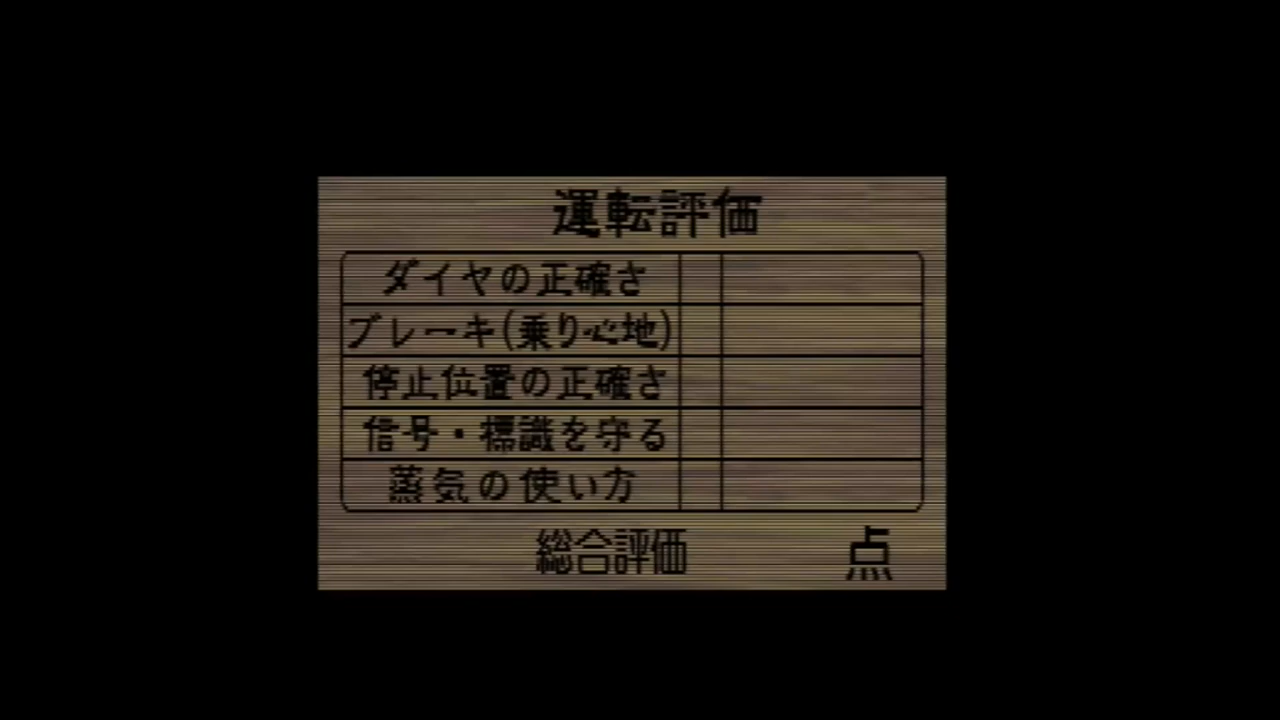 運転評価
ダイヤの正確さ
ブレーキ(乗り心地)
停止位置の正確さ
信号・標識を守る
蒸気の使い方
総合評価 点